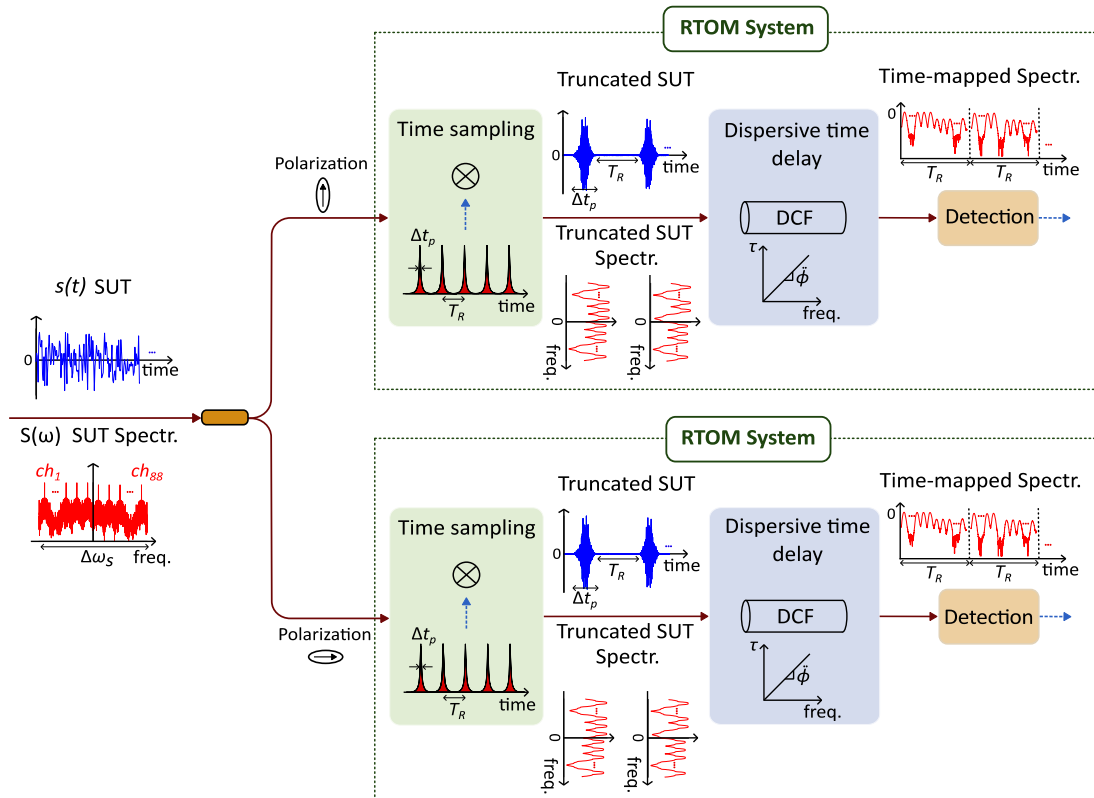 RTOM System
Truncated SUT
Time-mapped Spectr.
Time sampling
Dispersive time
delay
0
...
T_R
Δt_p
0
...
...
...
time
T_R
T_R
Polarization
DCF
Detection
Δt_p
T_R
time
Truncated SUT
Spectr.
0
freq.
...
...
0
freq.
...
...
τ
ϕ̈
freq.
s(t) SUT
0
...
time
S(ω) SUT Spectr.
ch_1
ch_88
...
...
Δω_S
freq.
RTOM System
Truncated SUT
Time-mapped Spectr.
Time sampling
Dispersive time
delay
0
...
T_R
Δt_p
0
...
...
...
time
T_R
T_R
Polarization
DCF
Detection
Δt_p
T_R
time
Truncated SUT
Spectr.
0
freq.
...
...
0
freq.
...
...
τ
ϕ̈
freq.